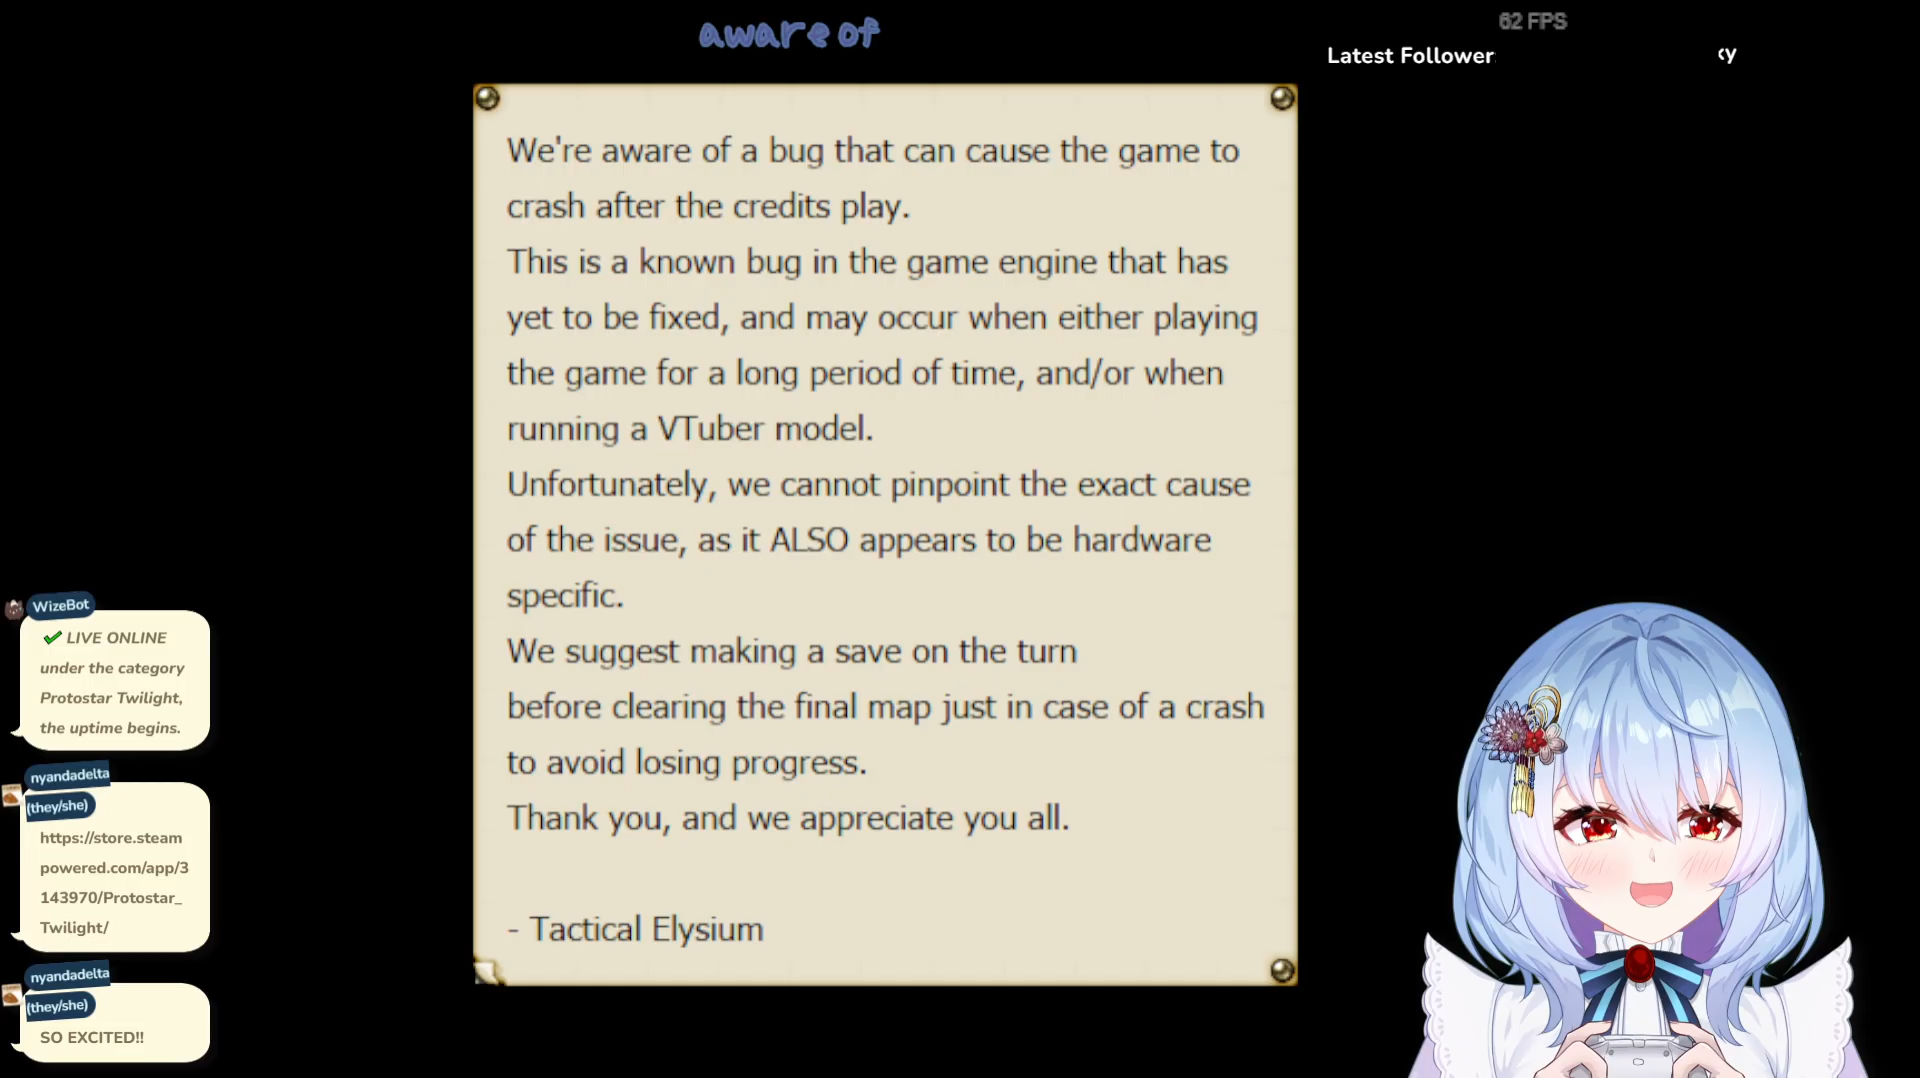 aware of
62 FPS
Latest Follower
We're aware of a bug that can cause the game to
crash after the credits play.
This is a known bug in the game engine that has
yet to be fixed, and may occur when either playing
the game for a long period of time, and/or when
running a VTuber model.
Unfortunately, we cannot pinpoint the exact cause
of the issue, as it ALSO appears to be hardware
specific.
We suggest making a save on the turn
before clearing the final map just in case of a crash
to avoid losing progress.
Thank you, and we appreciate you all.
- Tactical Elysium
WizeBot
LIVE ONLINE
under the category
Protostar Twilight,
the uptime begins.
nyandadelta
(they/she)
https://store.steam
powered.com/app/3
143970/Protostar_
Twilight/
nyandadelta
(they/she)
SO EXCITED!!